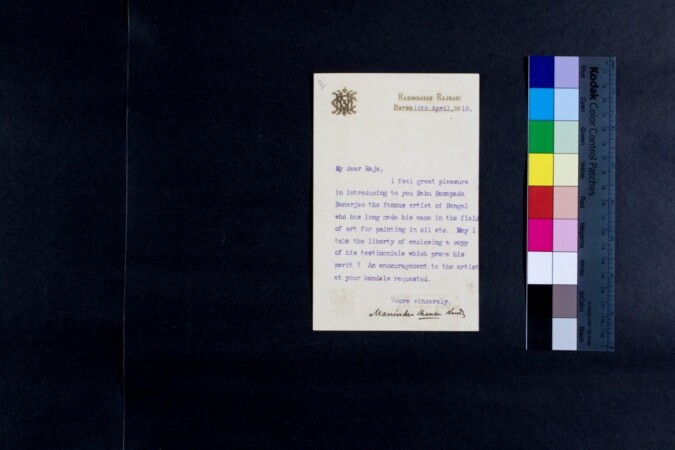 KASIMBAZAR RAJBARI
DATED 10th April, 1916.
My dear Raja,
I feel great pleasure
in introducing to you Babu Bamapada
Banerjee the famous artist of Bengal
who has long made his name in the field
of art for painting in oil etc. May I
take the liberty of enclosing a copy
of his testimonials which prove his
merit ? An encouragement to the artist
at your hands is requested.
Yours sincerely,
Manindra Chandra Nandy
Kodak
Color Control Patches
Blue
Cyan
Green
Yellow
Red
Magenta
White
3/Color
Black